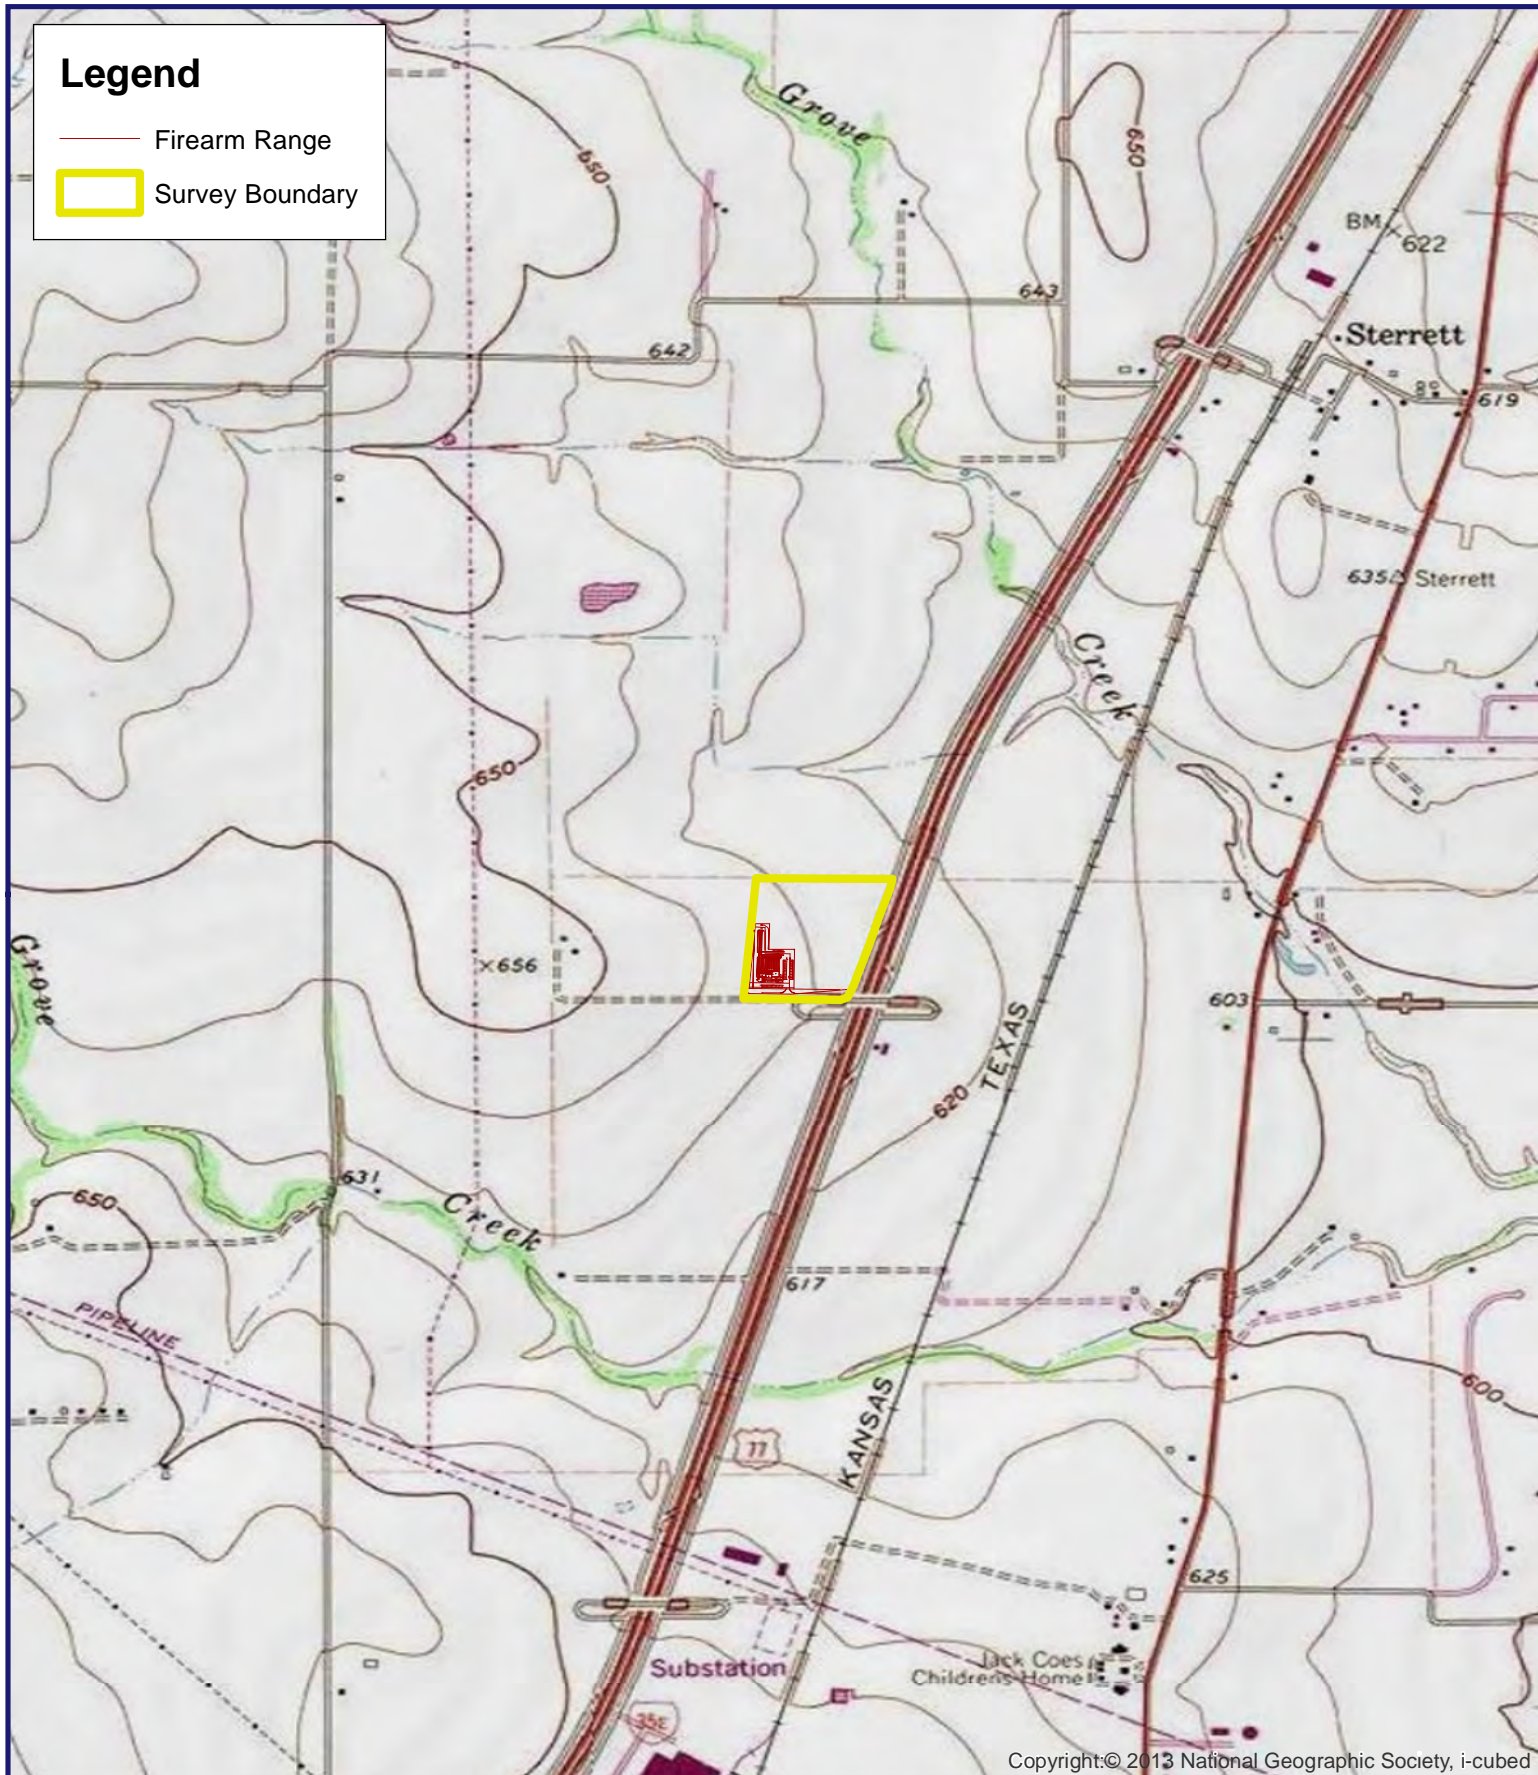 Legend
Firearm Range
Survey Boundary
Grove
650
650
BM
622
643
Sterrett
642
619
635
Sterrett
Creek
650
656
Grove
603
TEXAS
620
631
650
Creek
617
PIPELINE
600
77
KANSAS
625
Jack Coes
Childrens Home
Substation
35E
Copyright:© 2013 National Geographic Society, i-cubed